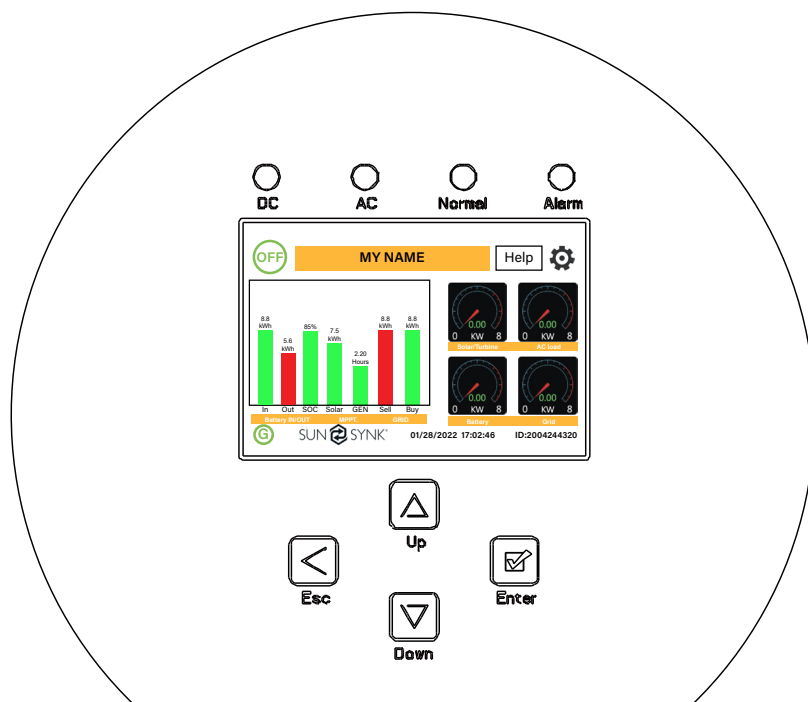 DC AC Normal Alarm
OFF MY NAME Help
8.8 kWh
5.6 kWh
85%
7.5 kWh
2.20 Hours
8.8 kWh
8.8 kWh
In Out SOC Solar GEN Sell Buy
Battery IN/OUT MPPT. GRID
0.00
0 KW 8
Solar/Turbine
0.00
0 KW 8
AC load
0.00
0 KW 8
Battery
0.00
0 KW 8
Grid
G SUN SYNK® 01/28/2022 17:02:46 ID:2004244320
Up
Esc
Enter
Down